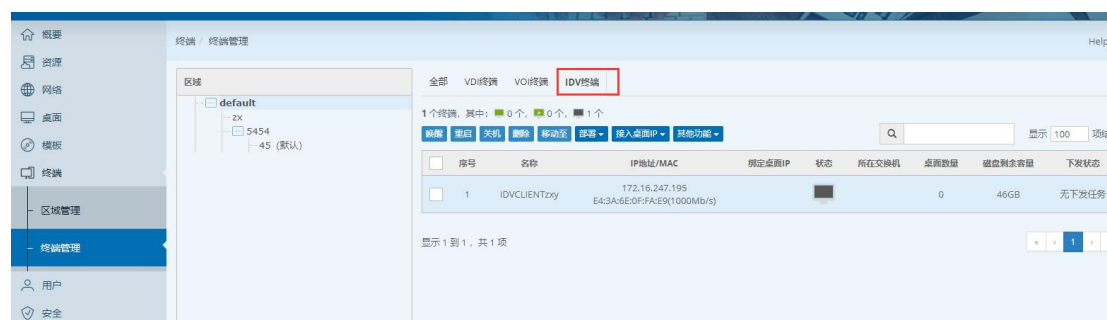 概要
资源
网络
桌面
模板
终端
区域管理
终端管理
用户
安全
终端 / 终端管理
Help
区域
default
zx
5454
45 (默认)
全部 VDI终端 VOI终端 IDV终端
1个终端, 其中: 0个, 0个, 1个
唤醒 重启 关机 删除 移动至 部署 接入桌面IP 其他功能
显示 100 项
序号 名称 IP地址/MAC 绑定桌面IP 状态 所在交换机 桌面数量 磁盘剩余容量 下发状态
1 IDVCLIENTzxy 172.16.247.195 0 46GB 无下发任务
E4:3A:6E:0F:FA:E9(1000Mb/s)
显示 1 到 1 , 共 1 项
« ‹ 1 ›